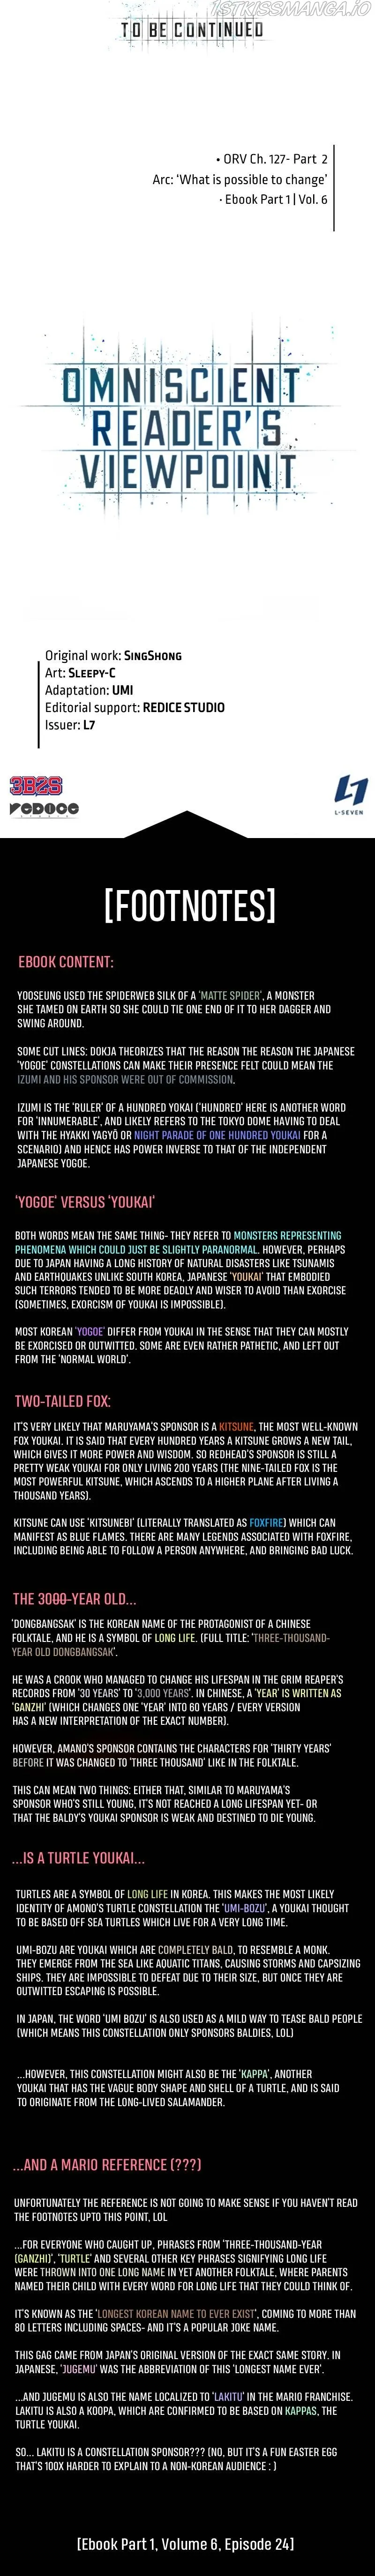 1STKISSMANGA.IO
TO BE CONTINUED
• ORV Ch. 127- Part 2
Arc: ‘What is possible to change’
· Ebook Part 1 | Vol. 6
OMNISCIENT
READER'S
VIEWPOINT
Original work: SINGSHONG
Art: SLEEPY-C
Adaptation: UMI
Editorial support: REDICE STUDIO
Issuer: L7
3B2S
REDICE
L-SEVEN
[FOOTNOTES]
EBOOK CONTENT:
YOOSEUNG USED THE SPIDERWEB SILK OF A 'MATTE SPIDER', A MONSTER
SHE TAMED ON EARTH SO SHE COULD TIE ONE END OF IT TO HER DAGGER AND
SWING AROUND.
SOME CUT LINES: DOKJA THEORIZES THAT THE REASON THE REASON THE JAPANESE
'YOGOE' CONSTELLATIONS CAN MAKE THEIR PRESENCE FELT COULD MEAN THE
IZUMI AND HIS SPONSOR WERE OUT OF COMMISSION.
IZUMI IS THE 'RULER' OF A HUNDRED YOKAI ('HUNDRED' HERE IS ANOTHER WORD
FOR 'INNUMERABLE', AND LIKELY REFERS TO THE TOKYO DOME HAVING TO DEAL
WITH THE HYAKKI YAGYŌ OR NIGHT PARADE OF ONE HUNDRED YOUKAI FOR A
SCENARIO) AND HENCE HAS POWER INVERSE TO THAT OF THE INDEPENDENT
JAPANESE YOGOE.
'YOGOE' VERSUS 'YOUKAI'
BOTH WORDS MEAN THE SAME THING- THEY REFER TO MONSTERS REPRESENTING
PHENOMENA WHICH COULD JUST BE SLIGHTLY PARANORMAL. HOWEVER, PERHAPS
DUE TO JAPAN HAVING A LONG HISTORY OF NATURAL DISASTERS LIKE TSUNAMIS
AND EARTHQUAKES UNLIKE SOUTH KOREA, JAPANESE 'YOUKAI' THAT EMBODIED
SUCH TERRORS TENDED TO BE MORE DEADLY AND WISER TO AVOID THAN EXORCISE
(SOMETIMES, EXORCISM OF YOUKAI IS IMPOSSIBLE).
MOST KOREAN 'YOGOE' DIFFER FROM YOUKAI IN THE SENSE THAT THEY CAN MOSTLY
BE EXORCISED OR OUTWITTED. SOME ARE EVEN RATHER PATHETIC, AND LEFT OUT
FROM THE 'NORMAL WORLD'.
TWO-TAILED FOX:
IT'S VERY LIKELY THAT MARUYAMA'S SPONSOR IS A KITSUNE, THE MOST WELL-KNOWN
FOX YOUKAI. IT IS SAID THAT EVERY HUNDRED YEARS A KITSUNE GROWS A NEW TAIL,
WHICH GIVES IT MORE POWER AND WISDOM. SO REDHEAD'S SPONSOR IS STILL A
PRETTY WEAK YOUKAI FOR ONLY LIVING 200 YEARS (THE NINE-TAILED FOX IS THE
MOST POWERFUL KITSUNE, WHICH ASCENDS TO A HIGHER PLANE AFTER LIVING A
THOUSAND YEARS).
KITSUNE CAN USE 'KITSUNEBI' (LITERALLY TRANSLATED AS FOXFIRE) WHICH CAN
MANIFEST AS BLUE FLAMES. THERE ARE MANY LEGENDS ASSOCIATED WITH FOXFIRE,
INCLUDING BEING ABLE TO FOLLOW A PERSON ANYWHERE, AND BRINGING BAD LUCK.
THE 3000-YEAR OLD...
'DONGBANGSAK' IS THE KOREAN NAME OF THE PROTAGONIST OF A CHINESE
FOLKTALE, AND HE IS A SYMBOL OF LONG LIFE. (FULL TITLE: 'THREE-THOUSAND-
YEAR OLD DONGBANGSAK'.
HE WAS A CROOK WHO MANAGED TO CHANGE HIS LIFESPAN IN THE GRIM REAPER'S
RECORDS FROM '30 YEARS' TO '3,000 YEARS'. IN CHINESE, A 'YEAR' IS WRITTEN AS
'GANZHI' (WHICH CHANGES ONE 'YEAR' INTO 60 YEARS / EVERY VERSION
HAS A NEW INTERPRETATION OF THE EXACT NUMBER).
HOWEVER, AMANO'S SPONSOR CONTAINS THE CHARACTERS FOR 'THIRTY YEARS'
BEFORE IT WAS CHANGED TO 'THREE THOUSAND' LIKE IN THE FOLKTALE.
THIS CAN MEAN TWO THINGS: EITHER THAT, SIMILAR TO MARUYAMA'S
SPONSOR WHO'S STILL YOUNG, IT'S NOT REACHED A LONG LIFESPAN YET- OR
THAT THE BALDY'S YOUKAI SPONSOR IS WEAK AND DESTINED TO DIE YOUNG.
...IS A TURTLE YOUKAI...
TURTLES ARE A SYMBOL OF LONG LIFE IN KOREA. THIS MAKES THE MOST LIKELY
IDENTITY OF AMONO'S TURTLE CONSTELLATION THE 'UMI-BOZU', A YOUKAI THOUGHT
TO BE BASED OFF SEA TURTLES WHICH LIVE FOR A VERY LONG TIME.
UMI-BOZU ARE YOUKAI WHICH ARE COMPLETELY BALD, TO RESEMBLE A MONK.
THEY EMERGE FROM THE SEA LIKE AQUATIC TITANS, CAUSING STORMS AND CAPSIZING
SHIPS. THEY ARE IMPOSSIBLE TO DEFEAT DUE TO THEIR SIZE, BUT ONCE THEY ARE
OUTWITTED ESCAPING IS POSSIBLE.
IN JAPAN, THE WORD 'UMI BOZU' IS ALSO USED AS A MILD WAY TO TEASE BALD PEOPLE
(WHICH MEANS THIS CONSTELLATION ONLY SPONSORS BALDIES, LOL)
...HOWEVER, THIS CONSTELLATION MIGHT ALSO BE THE 'KAPPA', ANOTHER
YOUKAI THAT HAS THE VAGUE BODY SHAPE AND SHELL OF A TURTLE, AND IS SAID
TO ORIGINATE FROM THE LONG-LIVED SALAMANDER.
...AND A MARIO REFERENCE (???)
UNFORTUNATELY THE REFERENCE IS NOT GOING TO MAKE SENSE IF YOU HAVEN'T READ
THE FOOTNOTES UPTO THIS POINT, LOL
...FOR EVERYONE WHO CAUGHT UP, PHRASES FROM 'THREE-THOUSAND-YEAR
(GANZHI)', 'TURTLE' AND SEVERAL OTHER KEY PHRASES SIGNIFYING LONG LIFE
WERE THROWN INTO ONE LONG NAME IN YET ANOTHER FOLKTALE, WHERE PARENTS
NAMED THEIR CHILD WITH EVERY WORD FOR LONG LIFE THAT THEY COULD THINK OF.
IT'S KNOWN AS THE 'LONGEST KOREAN NAME TO EVER EXIST', COMING TO MORE THAN
80 LETTERS INCLUDING SPACES- AND IT'S A POPULAR JOKE NAME.
THIS GAG CAME FROM JAPAN'S ORIGINAL VERSION OF THE EXACT SAME STORY. IN
JAPANESE, 'JUGEMU' WAS THE ABBREVIATION OF THIS 'LONGEST NAME EVER'.
...AND JUGEMU IS ALSO THE NAME LOCALIZED TO 'LAKITU' IN THE MARIO FRANCHISE.
LAKITU IS ALSO A KOOPA, WHICH ARE CONFIRMED TO BE BASED ON KAPPAS, THE
TURTLE YOUKAI.
SO... LAKITU IS A CONSTELLATION SPONSOR??? (NO, BUT IT'S A FUN EASTER EGG
THAT'S 100X HARDER TO EXPLAIN TO A NON-KOREAN AUDIENCE : )
[Ebook Part 1, Volume 6, Episode 24]